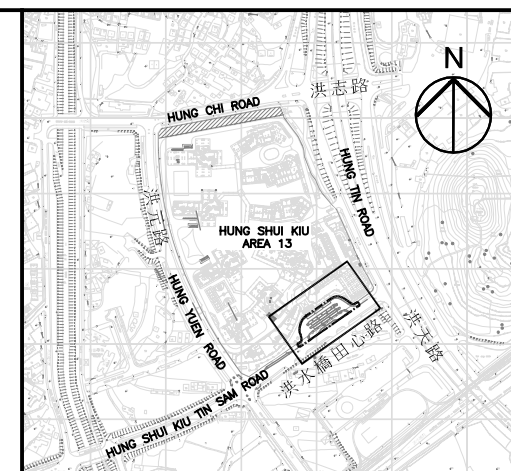 N
洪志路
HUNG CHI ROAD
HUNG TIN ROAD
洪元路
HUNG SHUI KIU
AREA 13
HUNG YUEN ROAD
洪天路
洪水橋田心路
HUNG SHUI KIU TIN SAM ROAD